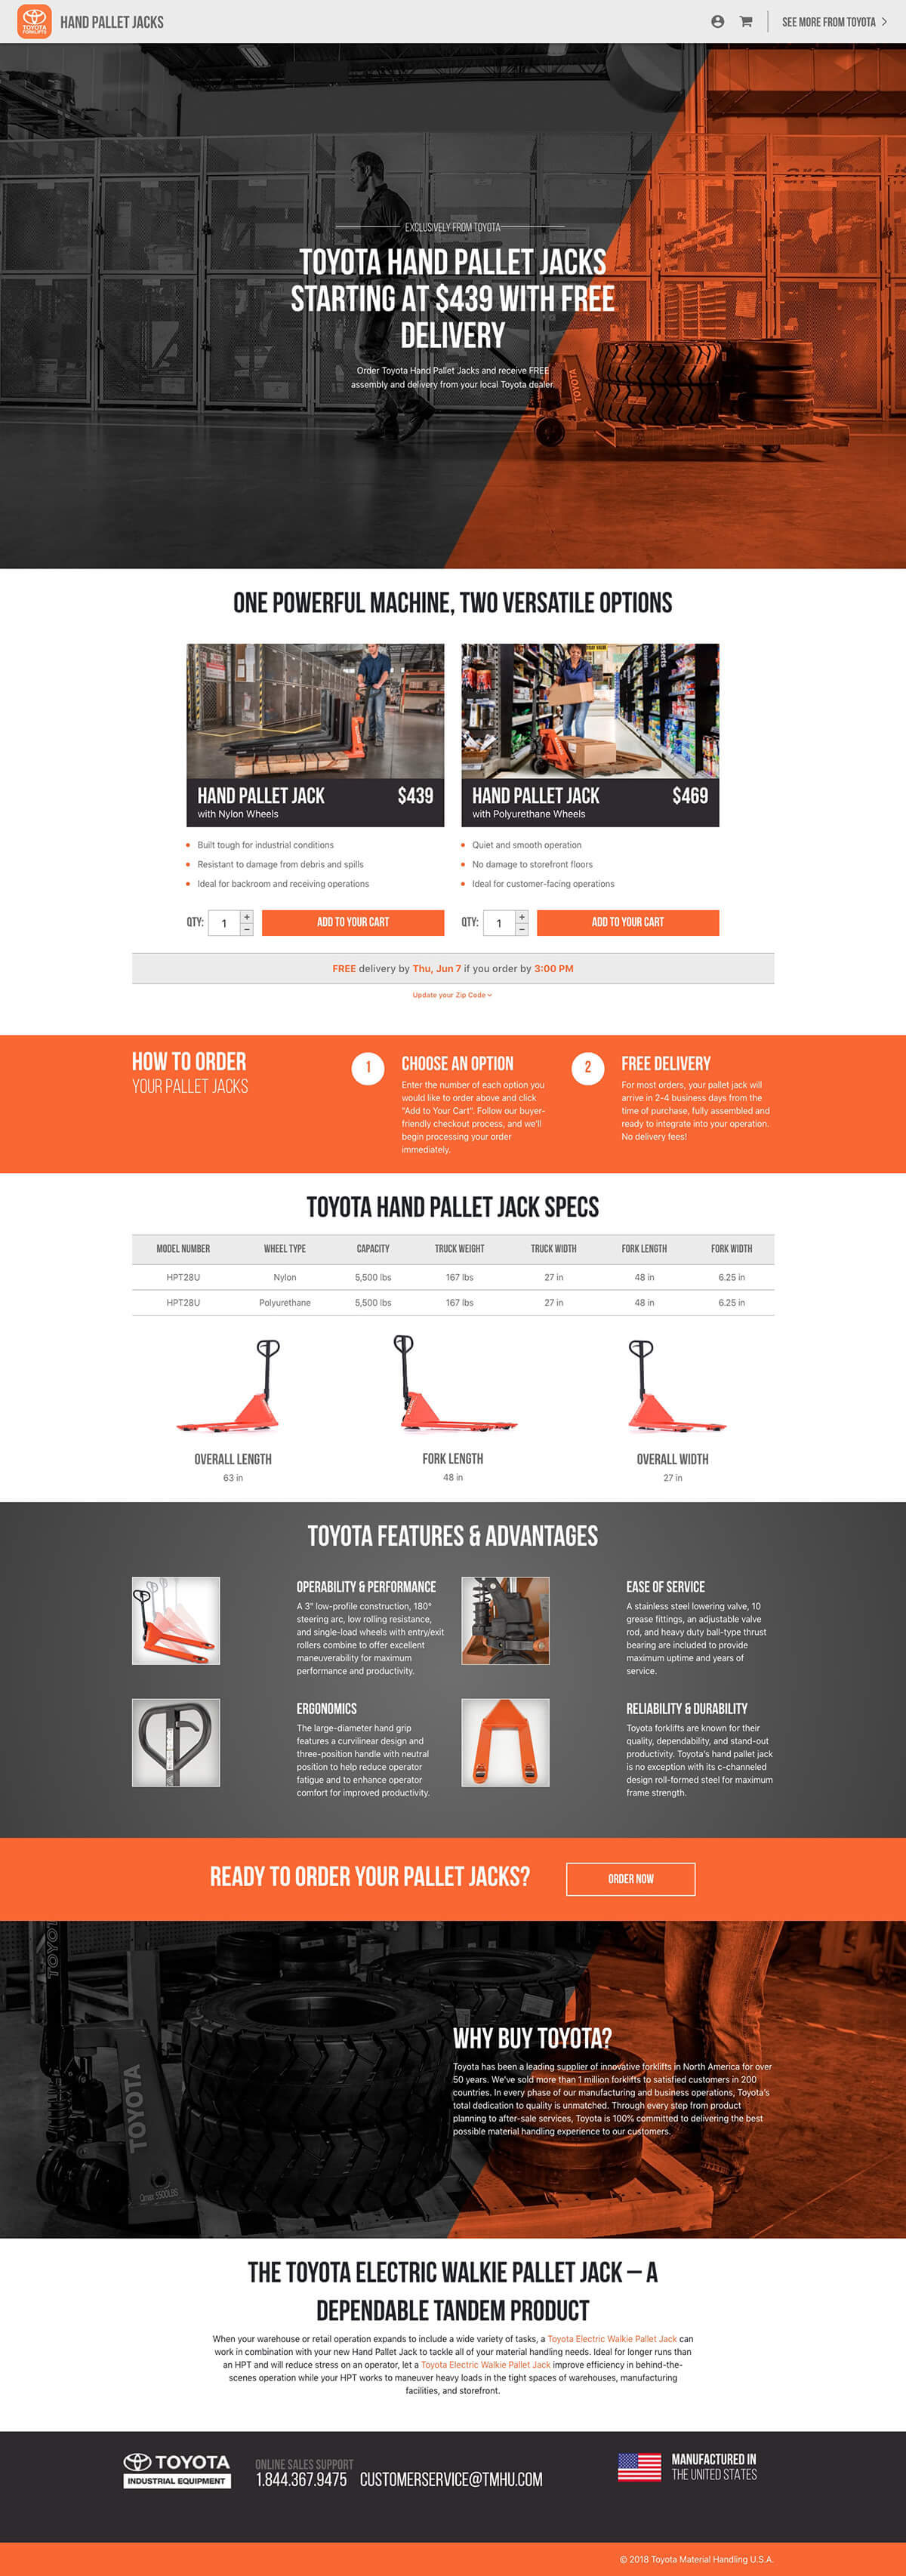 TOYOTA
FORKLIFTS
HAND PALLET JACKS
SEE MORE FROM TOYOTA
EXCLUSIVELY FROM TOYOTA
TOYOTA HAND PALLET JACKS
STARTING AT $439 WITH FREE
DELIVERY
Order Toyota Hand Pallet Jacks and receive FREE
assembly and delivery from your local Toyota dealer.
TOYOTA
ONE POWERFUL MACHINE, TWO VERSATILE OPTIONS
HAND PALLET JACK $439
with Nylon Wheels
Built tough for industrial conditions
Resistant to damage from debris and spills
Ideal for backroom and receiving operations
QTY: 1 + − ADD TO YOUR CART
HAND PALLET JACK $469
with Polyurethane Wheels
Quiet and smooth operation
No damage to storefront floors
Ideal for customer-facing operations
QTY: 1 + − ADD TO YOUR CART
FREE delivery by Thu, Jun 7 if you order by 3:00 PM
Update your Zip Code
HOW TO ORDER
YOUR PALLET JACKS
1
CHOOSE AN OPTION
Enter the number of each option you
would like to order above and click
"Add to Your Cart". Follow our buyer-
friendly checkout process, and we'll
begin processing your order
immediately.
2
FREE DELIVERY
For most orders, your pallet jack will
arrive in 2-4 business days from the
time of purchase, fully assembled and
ready to integrate into your operation.
No delivery fees!
TOYOTA HAND PALLET JACK SPECS
MODEL NUMBER WHEEL TYPE CAPACITY TRUCK WEIGHT TRUCK WIDTH FORK LENGTH FORK WIDTH
HPT28U Nylon 5,500 lbs 167 lbs 27 in 48 in 6.25 in
HPT28U Polyurethane 5,500 lbs 167 lbs 27 in 48 in 6.25 in
OVERALL LENGTH
63 in
FORK LENGTH
48 in
OVERALL WIDTH
27 in
TOYOTA FEATURES & ADVANTAGES
OPERABILITY & PERFORMANCE
A 3" low-profile construction, 180°
steering arc, low rolling resistance,
and single-load wheels with entry/exit
rollers combine to offer excellent
maneuverability for maximum
performance and productivity.
EASE OF SERVICE
A stainless steel lowering valve, 10
grease fittings, an adjustable valve
rod, and heavy duty ball-type thrust
bearing are included to provide
maximum uptime and years of
service.
ERGONOMICS
The large-diameter hand grip
features a curvilinear design and
three-position handle with neutral
position to help reduce operator
fatigue and to enhance operator
comfort for improved productivity.
RELIABILITY & DURABILITY
Toyota forklifts are known for their
quality, dependability, and stand-out
productivity. Toyota's hand pallet jack
is no exception with its c-channeled
design roll-formed steel for maximum
frame strength.
READY TO ORDER YOUR PALLET JACKS?
ORDER NOW
TOYOT
TOYOTA
Qmax 5500LBS
WHY BUY TOYOTA?
Toyota has been a leading supplier of innovative forklifts in North America for over
50 years. We've sold more than 1 million forklifts to satisfied customers in 200
countries. In every phase of our manufacturing and business operations, Toyota's
total dedication to quality is unmatched. Through every step from product
planning to after-sale services, Toyota is 100% committed to delivering the best
possible material handling experience to our customers.
THE TOYOTA ELECTRIC WALKIE PALLET JACK – A
DEPENDABLE TANDEM PRODUCT
When your warehouse or retail operation expands to include a wide variety of tasks, a Toyota Electric Walkie Pallet Jack can
work in combination with your new Hand Pallet Jack to tackle all of your material handling needs. Ideal for longer runs than
an HPT and will reduce stress on an operator, let a Toyota Electric Walkie Pallet Jack improve efficiency in behind-the-
scenes operation while your HPT works to maneuver heavy loads in the tight spaces of warehouses, manufacturing
facilities, and storefront.
TOYOTA
INDUSTRIAL EQUIPMENT
ONLINE SALES SUPPORT
1.844.367.9475 CUSTOMERSERVICE@TMHU.COM
MANUFACTURED IN
THE UNITED STATES
© 2018 Toyota Material Handling U.S.A.